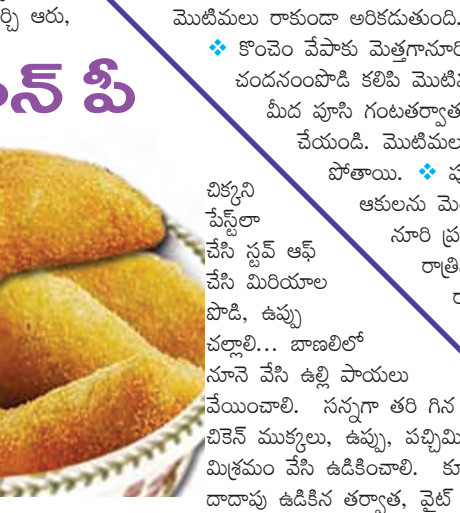 ర్చి ఆరు,
న్ పీ
చిక్కని
పేస్ట్‌లా
చేసి స్టవ్ ఆఫ్
చేసి మిరియాల
పొడి, ఉప్పు
చల్లాలి... బాణలిలో
నూనె వేసి ఉల్లి పాయలు
వేయించాలి. సన్నగా తరి గిన
చికెన్ ముక్కలు, ఉప్పు, పచ్చిమి
మిశ్రమం వేసి ఉడికించాలి. కూ
దాదాపు ఉడికిన తర్వాత, వైట్
మొటిమలు రాకుండా అరికడుతుంది.
❖ కొంచెం వేపాకు మెత్తగానూరి
చందనంంపొడి కలిపి మొటి
మీద పూసి గంటతర్వాత
చేయండి. మొటిమల
పోతాయి. ❖ పు
ఆకులను మె
నూరి ప్ర
రాత్రి
ర